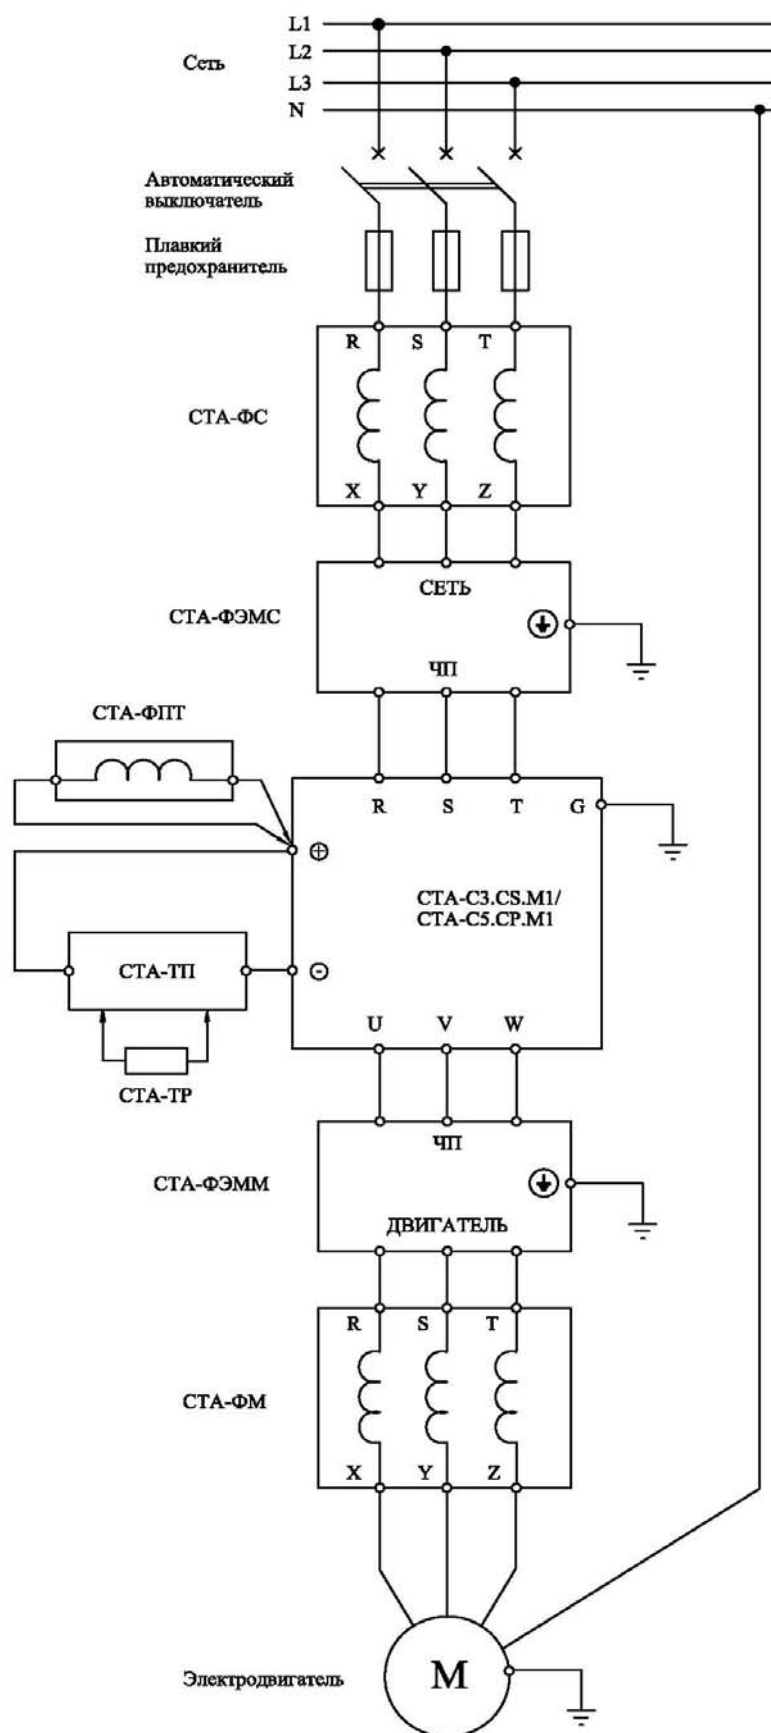 L1
L2
Сеть
L3
N
Автоматический
выключатель
Плавкий
предохранитель
R S T
СТА-ФС
X Y Z
СЕТЬ
СТА-ФЭМС
ЧП
СТА-ФПТ
R S T G
+
СТА-С3.CS.M1/
СТА-С5.CP.M1
СТА-ТП
-
U V W
СТА-ТР
ЧП
СТА-ФЭММ
ДВИГАТЕЛЬ
R S T
СТА-ФМ
X Y Z
Электродвигатель
М